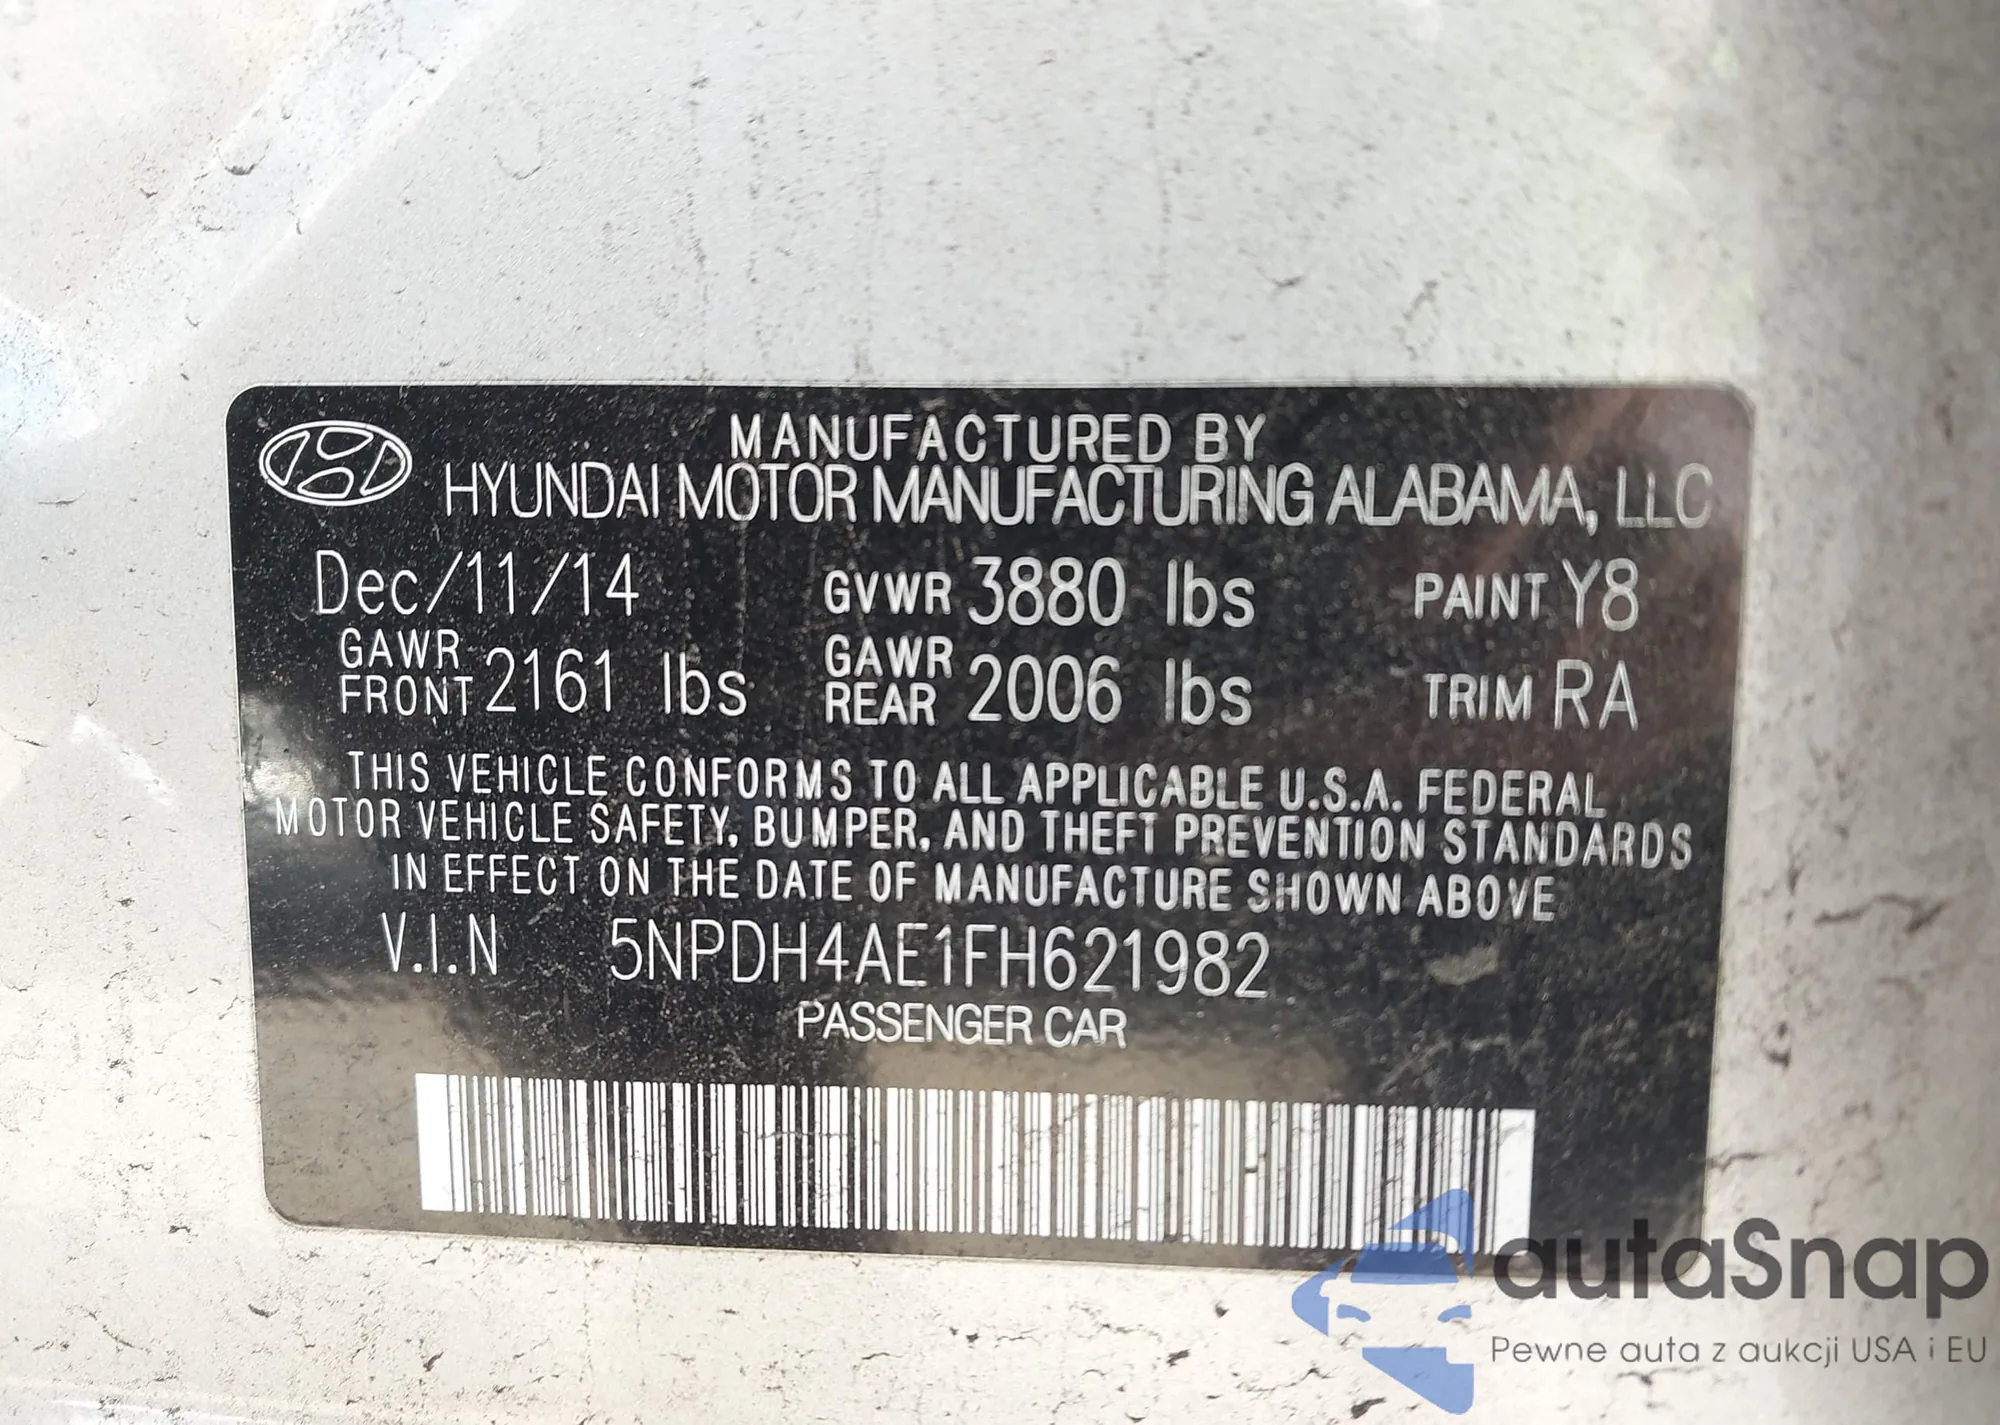 MANUFACTURED BY
HYUNDAI MOTOR MANUFACTURING ALABAMA, LLC
Dec/11/14 GVWR 3880 lbs PAINT Y8
GAWR FRONT 2161 lbs GAWR REAR 2006 lbs TRIM RA
THIS VEHICLE CONFORMS TO ALL APPLICABLE U.S.A. FEDERAL
MOTOR VEHICLE SAFETY, BUMPER, AND THEFT PREVENTION STANDARDS
IN EFFECT ON THE DATE OF MANUFACTURE SHOWN ABOVE
V.I.N 5NPDH4AE1FH621982
PASSENGER CAR
autaSnap
Pewne auta z aukcji USA i EU